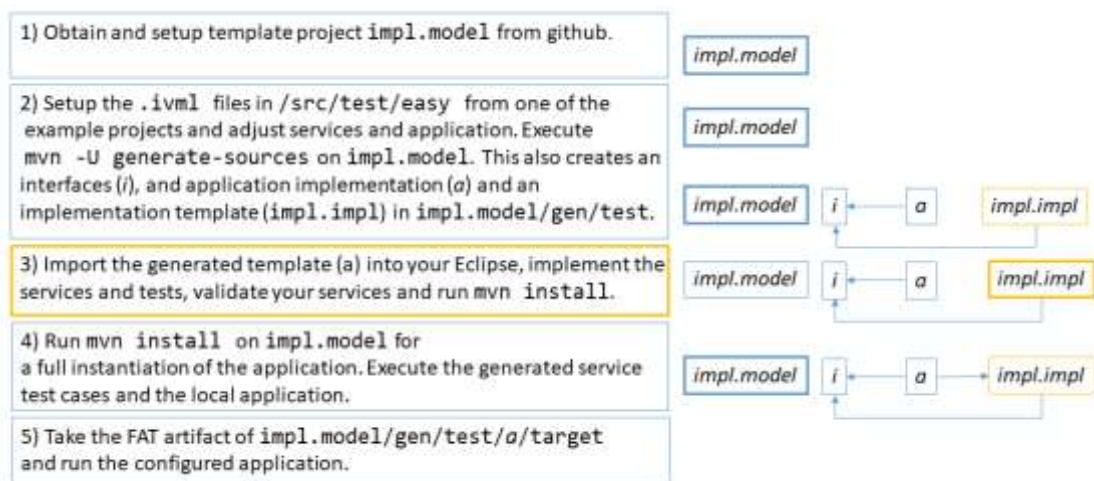 1) Obtain and setup template project impl.model from github.
impl.model
2) Setup the .ivml files in /src/test/easy from one of the
example projects and adjust services and application. Execute
mvn -U generate-sources on impl.model. This also creates an
interfaces (i), and application implementation (a) and an
implementation template (impl.impl) in impl.model/gen/test.
impl.model
impl.model i a impl.impl
3) Import the generated template (a) into your Eclipse, implement the
services and tests, validate your services and run mvn install.
impl.model i a impl.impl
4) Run mvn install on impl.model for
a full instantiation of the application. Execute the generated service
test cases and the local application.
impl.model i a impl.impl
5) Take the FAT artifact of impl.model/gen/test/a/target
and run the configured application.